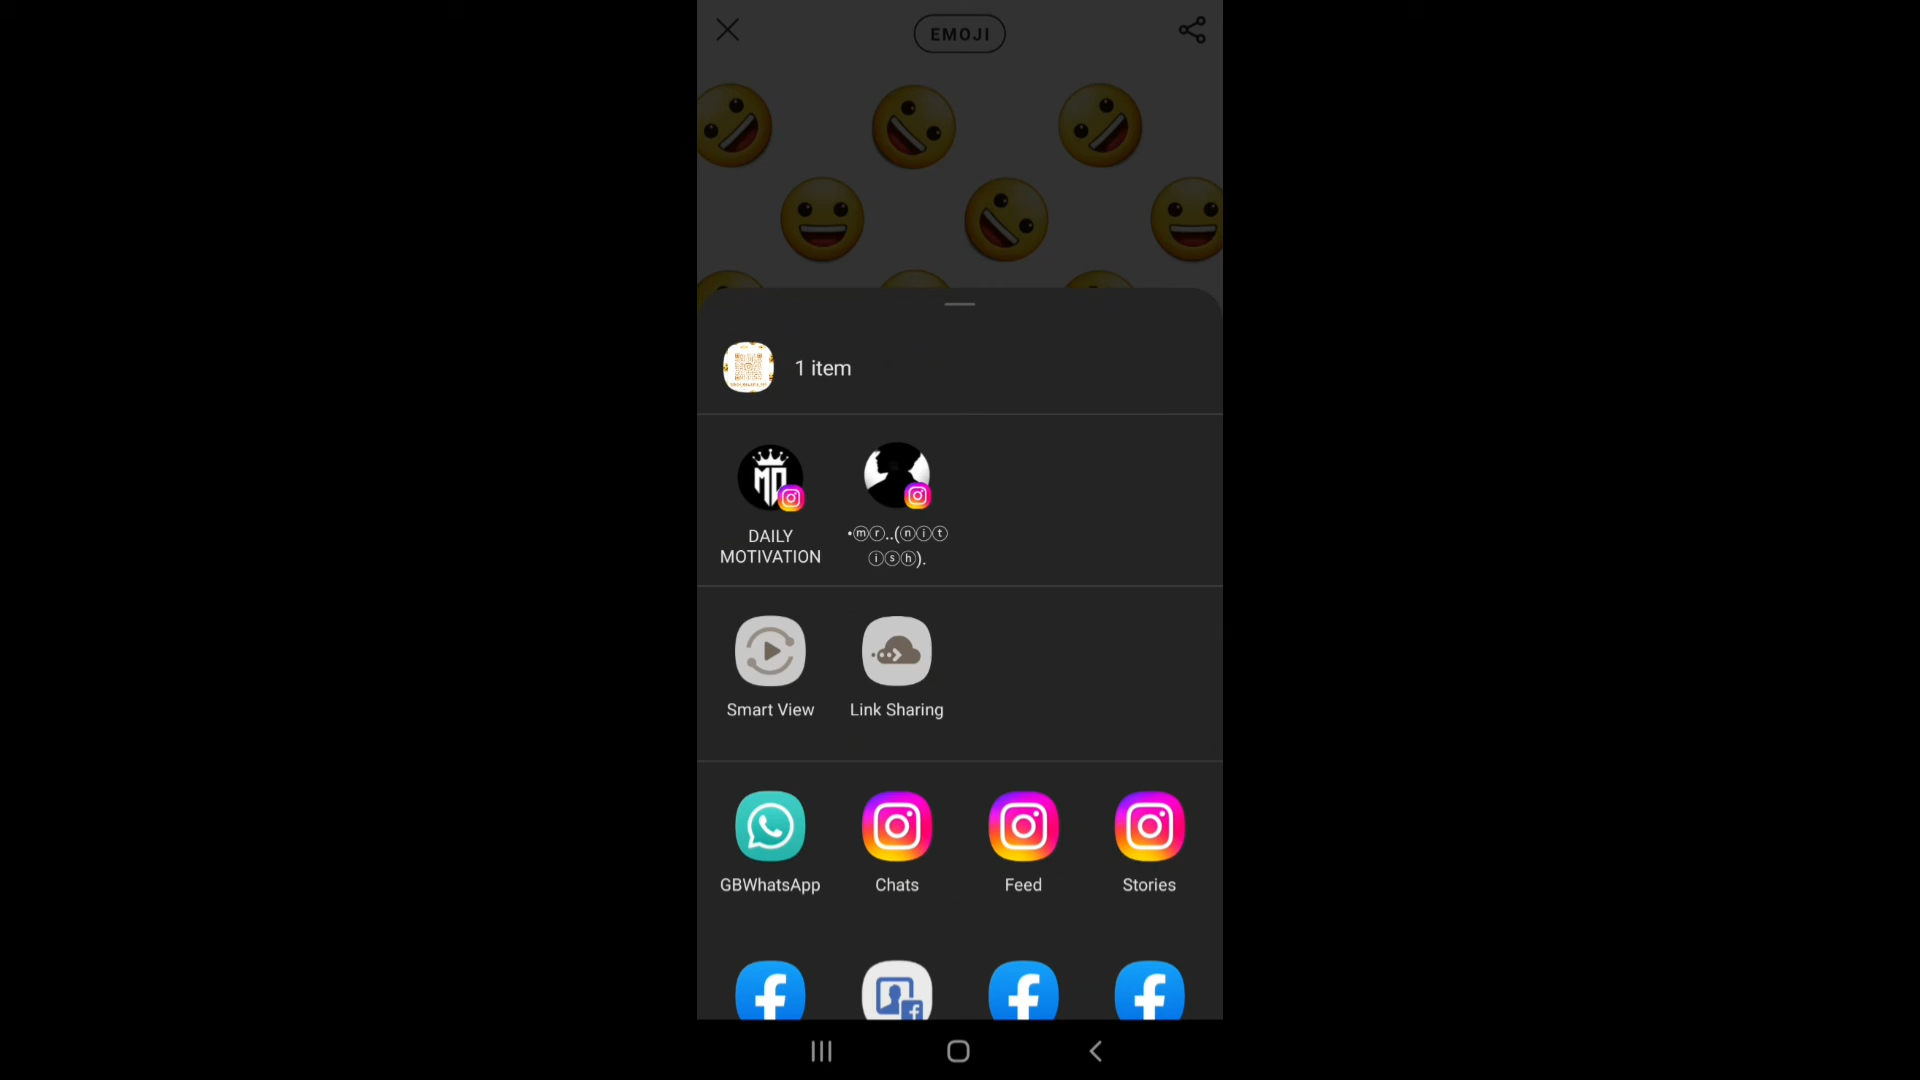 EMOJI
1 item
DAILY
MOTIVATION
•ⓜⓡ..(ⓝⓘⓣ
ⓘⓢⓗ).
Smart View
Link Sharing
GBWhatsApp
Chats
Feed
Stories